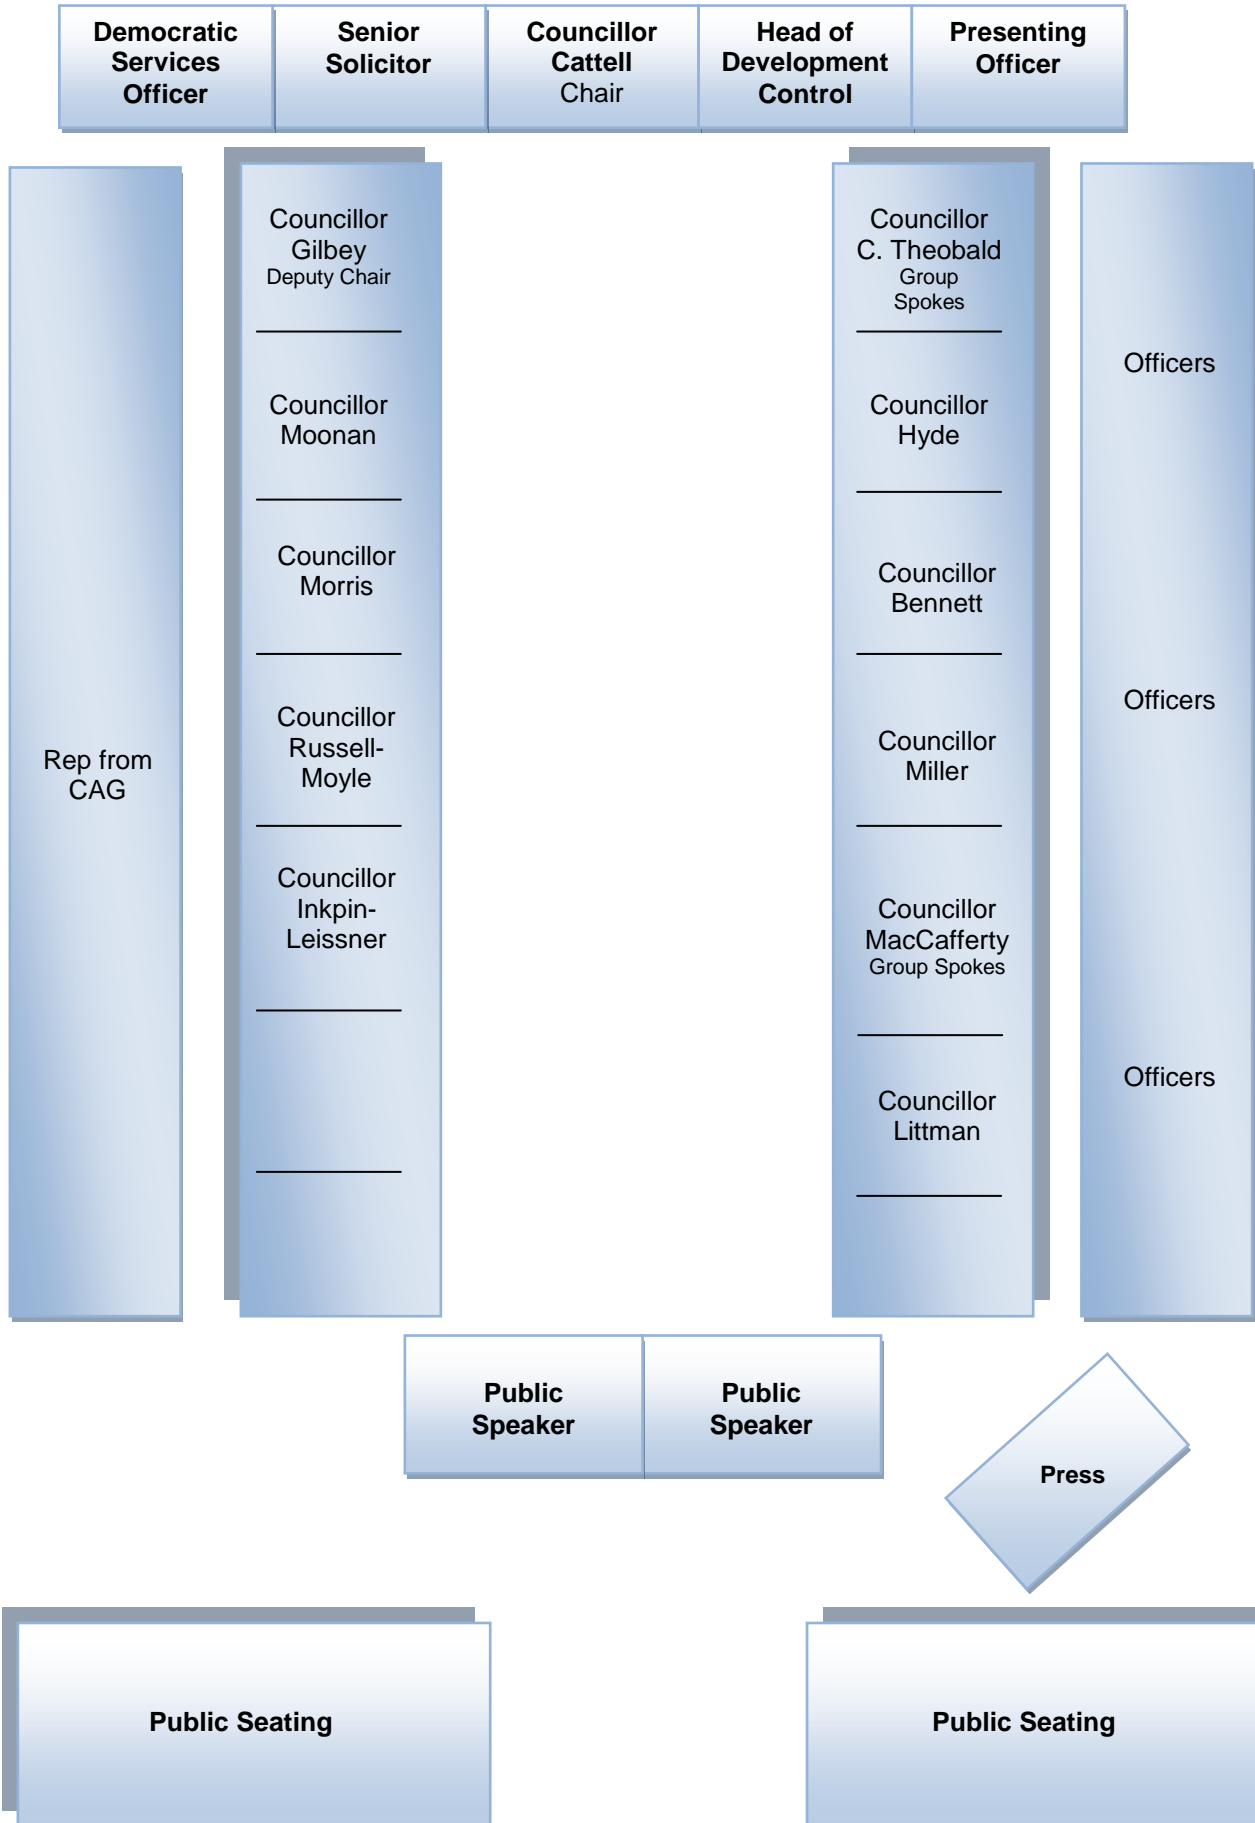 Democratic
Services
Officer
Senior
Solicitor
Councillor
Cattell
Chair
Head of
Development
Control
Presenting
Officer
Rep from
CAG
Councillor
Gilbey
Deputy Chair
Councillor
Moonan
Councillor
Morris
Councillor
Russell-
Moyle
Councillor
Inkpin-
Leissner
Councillor
C. Theobald
Group
Spokes
Councillor
Hyde
Councillor
Bennett
Councillor
Miller
Councillor
MacCafferty
Group Spokes
Councillor
Littman
Officers
Officers
Officers
Public
Speaker
Public
Speaker
Press
Public Seating
Public Seating